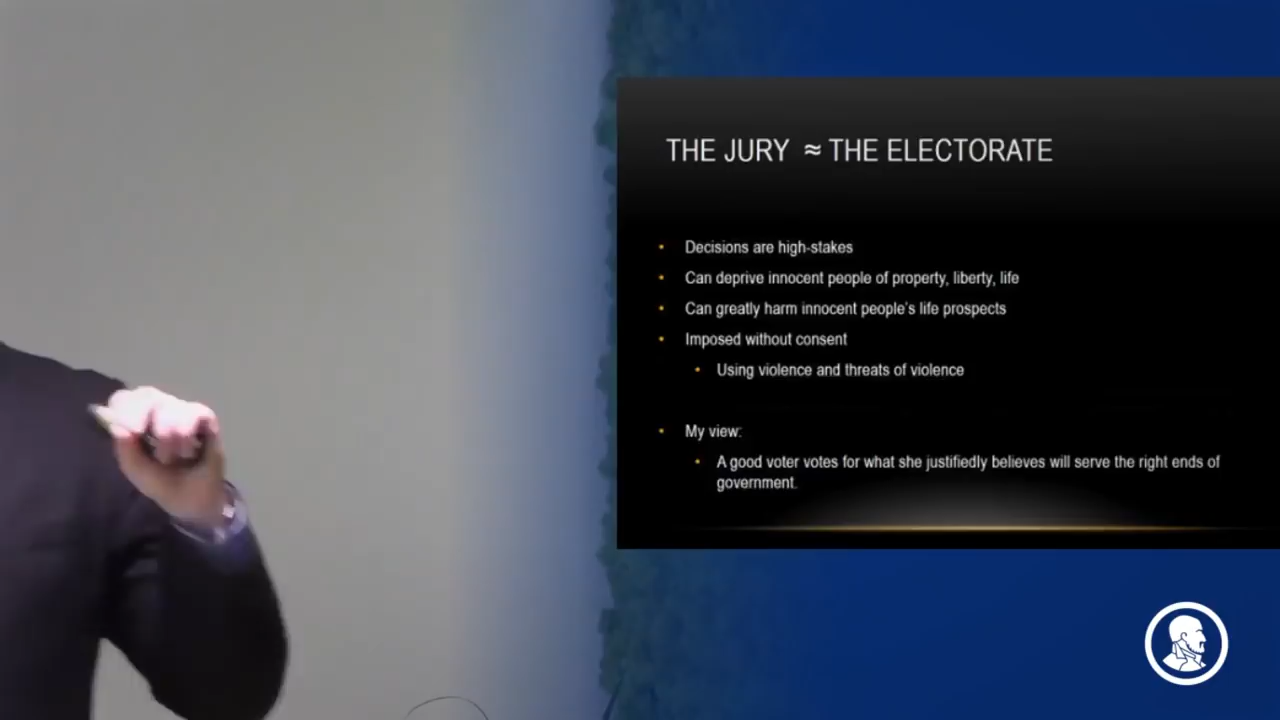 THE JURY ≈ THE ELECTORATE
• Decisions are high-stakes
• Can deprive innocent people of property, liberty, life
• Can greatly harm innocent people's life prospects
• Imposed without consent
• Using violence and threats of violence
• My view:
• A good voter votes for what she justifiedly believes will serve the right ends of
government.